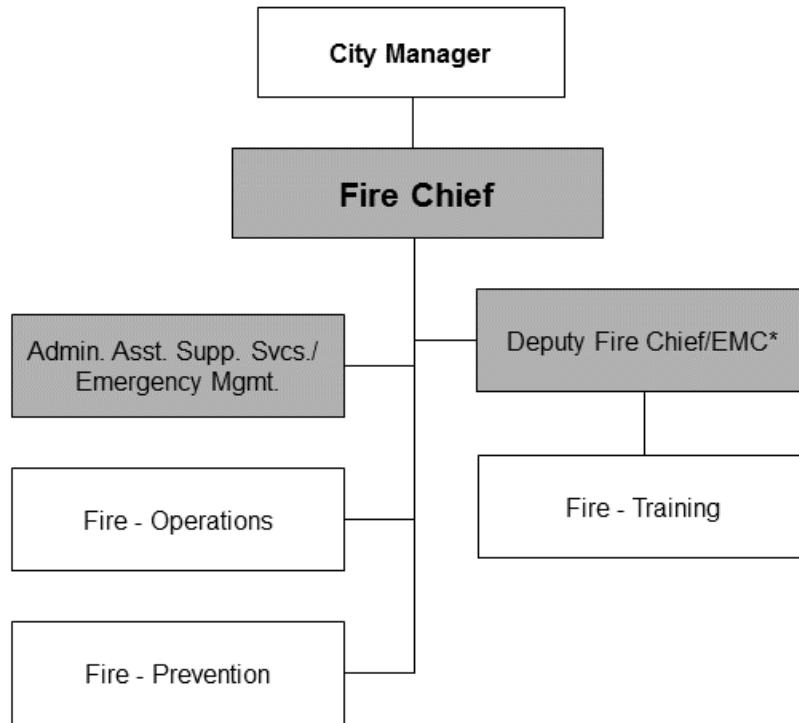 City Manager
Fire Chief
Admin. Asst. Supp. Svcs./
Emergency Mgmt.
Deputy Fire Chief/EMC*
Fire - Operations
Fire - Training
Fire - Prevention